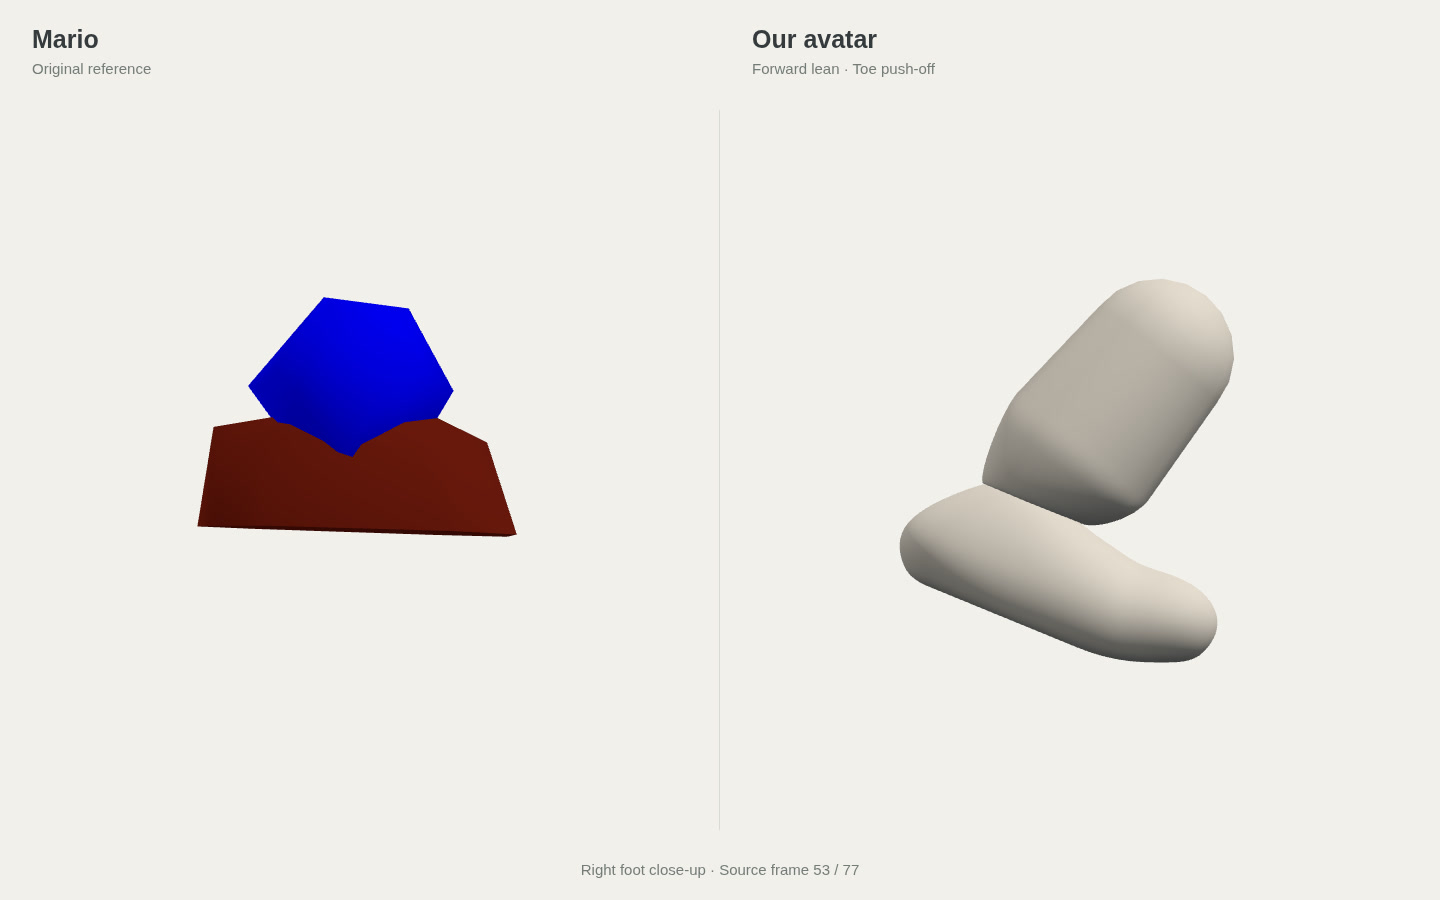 Mario
Original reference
Our avatar
Forward lean · Toe push-off
Right foot close-up · Source frame 53 / 77